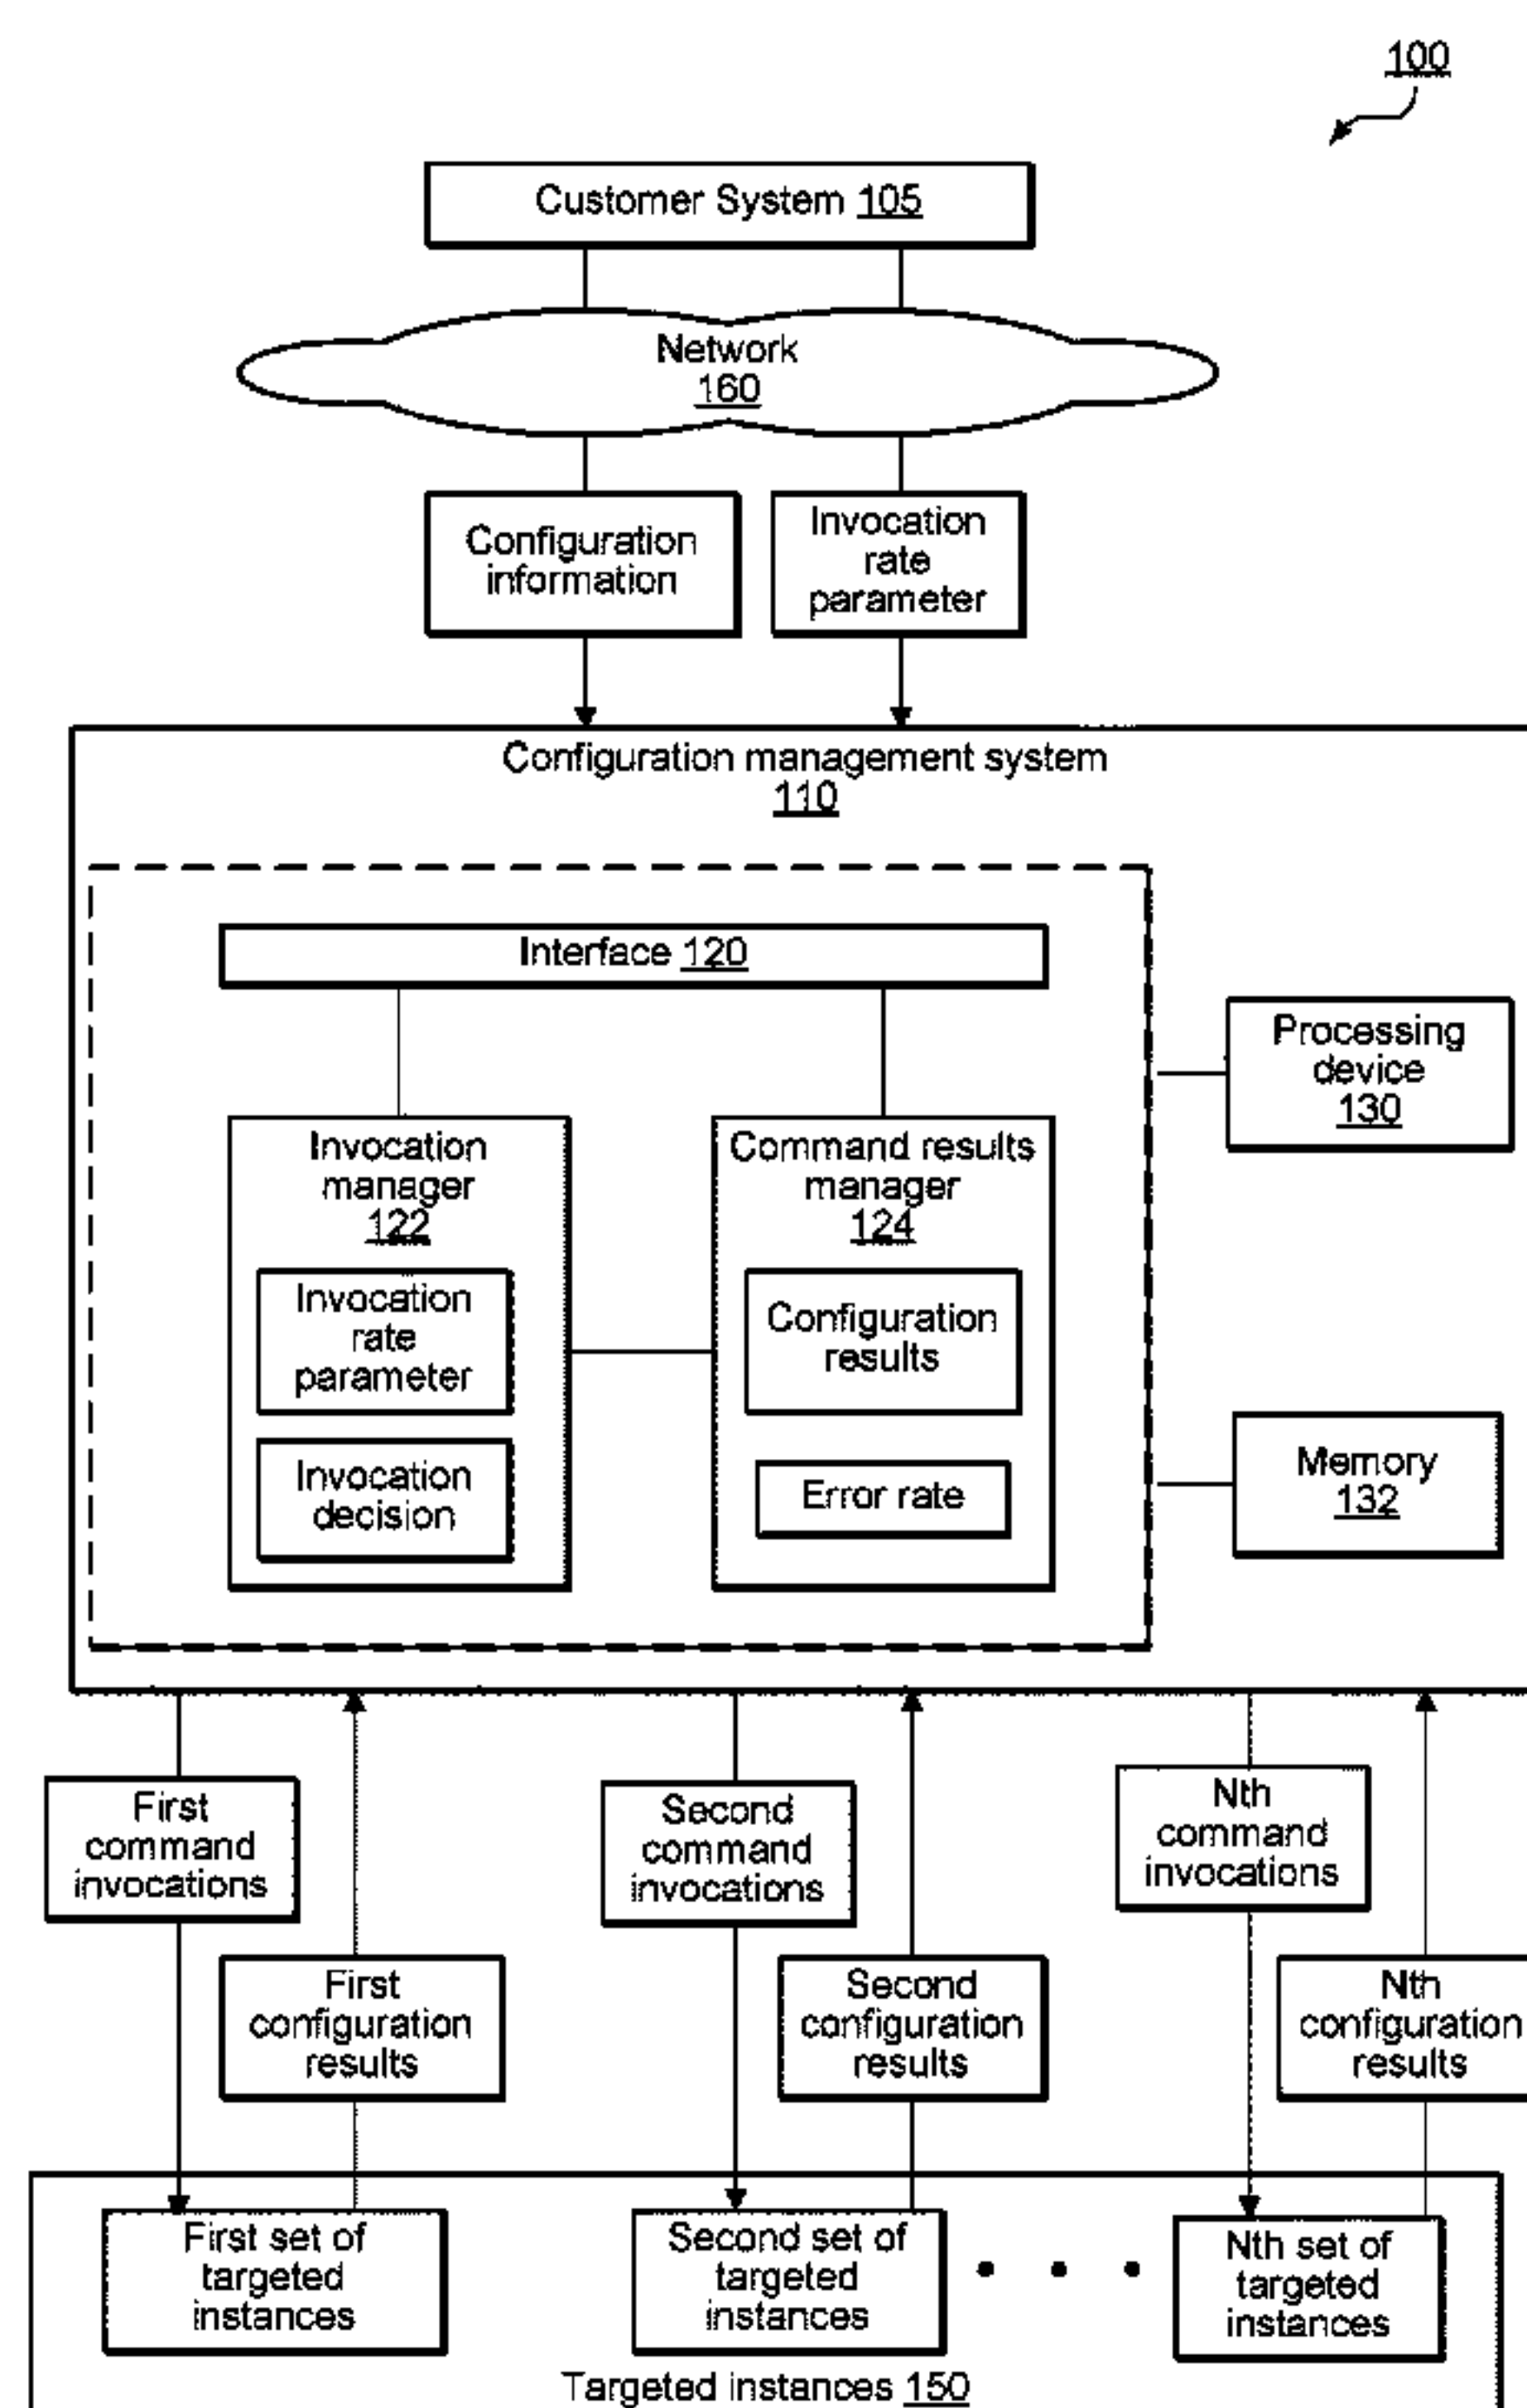 100
Customer System 105
Network
160
Configuration
information
Invocation
rate
parameter
Configuration management system
110
Interface 120
Processing
device
130
Invocation
manager
122
Command results
manager
124
Invocation
rate
parameter
Configuration
results
Invocation
decision
Error rate
Memory
132
First
command
invocations
Second
command
invocations
Nth
command
invocations
First
configuration
results
Second
configuration
results
Nth
configuration
results
First set of
targeted
instances
Second set of
targeted
instances
Nth set of
targeted
instances
Targeted instances 150